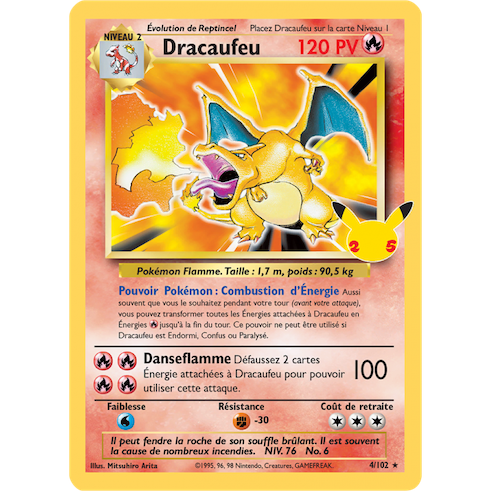 Évolution de Reptincel
Placez Dracaufeu sur la carte Niveau 1
NIVEAU 2
Dracaufeu 120 PV
25
Pokémon Flamme. Taille : 1,7 m, poids : 90,5 kg
Pouvoir Pokémon : Combustion d'Énergie Aussi
souvent que vous le souhaitez pendant votre tour (avant votre attaque),
vous pouvez transformer toutes les Énergies attachées à Dracaufeu en
Énergies jusqu'à la fin du tour. Ce pouvoir ne peut être utilisé si
Dracaufeu est Endormi, Confus ou Paralysé.
Danseflamme Défaussez 2 cartes
Énergie attachées à Dracaufeu pour pouvoir
utiliser cette attaque.
100
Faiblesse Résistance Coût de retraite
-30
Il peut fendre la roche de son souffle brûlant. Il est souvent
la cause de nombreux incendies. NIV. 76 No. 6
Illus. Mitsuhiro Arita ©1995, 96, 98 Nintendo, Creatures, GAMEFREAK. 4/102 ★